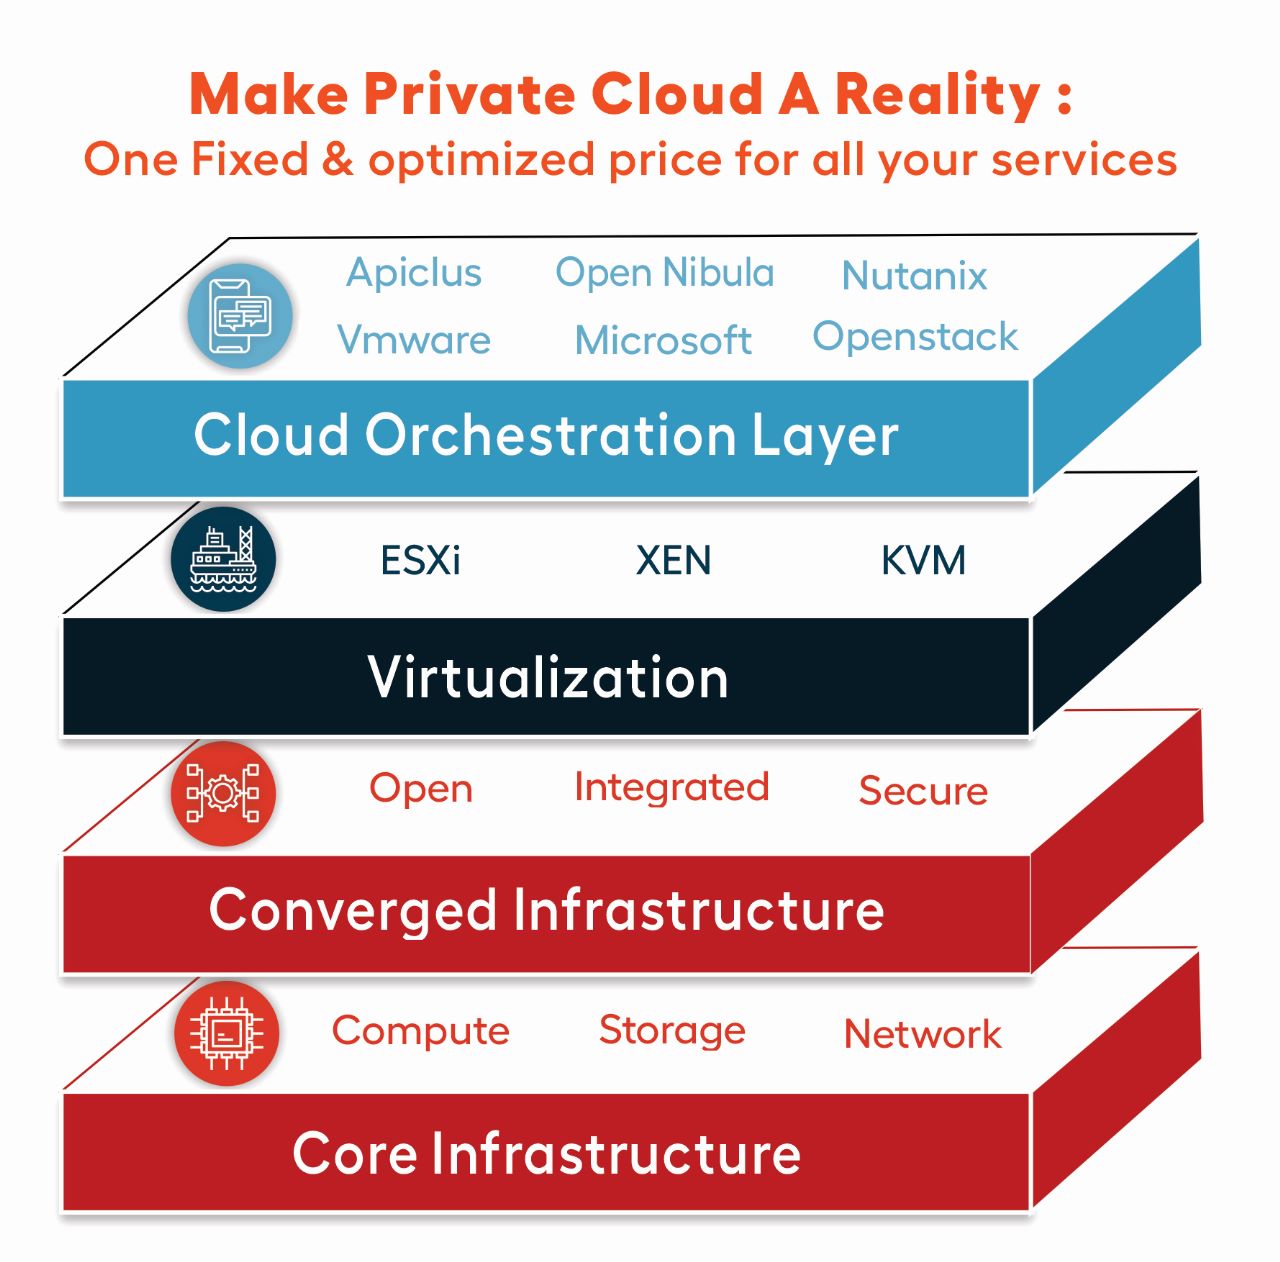 Make Private Cloud A Reality :
One Fixed & optimized price for all your services
Apiclus Open Nibula Nutanix
Vmware Microsoft Openstack
Cloud Orchestration Layer
ESXi XEN KVM
Virtualization
Open Integrated Secure
Converged Infrastructure
Compute Storage Network
Core Infrastructure